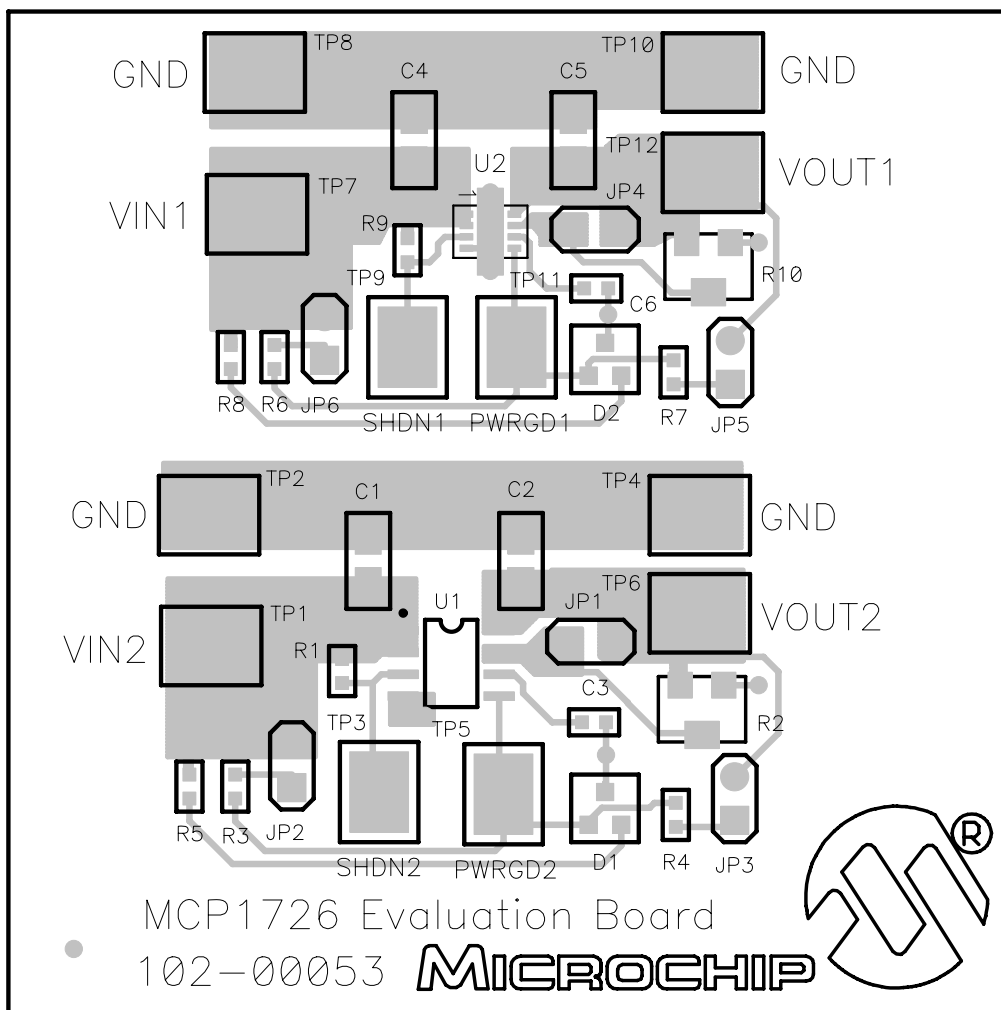 TP8 TP10
GND C4 C5 GND
TP12
U2
TP7 JP4 VOUT1
VIN1 1
R9
TP9 TP11 R10
C6
R8 R6 JP6 D2 R7 JP5
SHDN1 PWRGD1
TP2 C1 C2 TP4
GND GND
TP6
TP1 U1 JP1 VOUT2
VIN2 R1
C3
TP3 TP5 R2
R5 R3 JP2 D1 R4 JP3
SHDN2 PWRGD2
®
MCP1726 Evaluation Board
102-00053 MICROCHIP